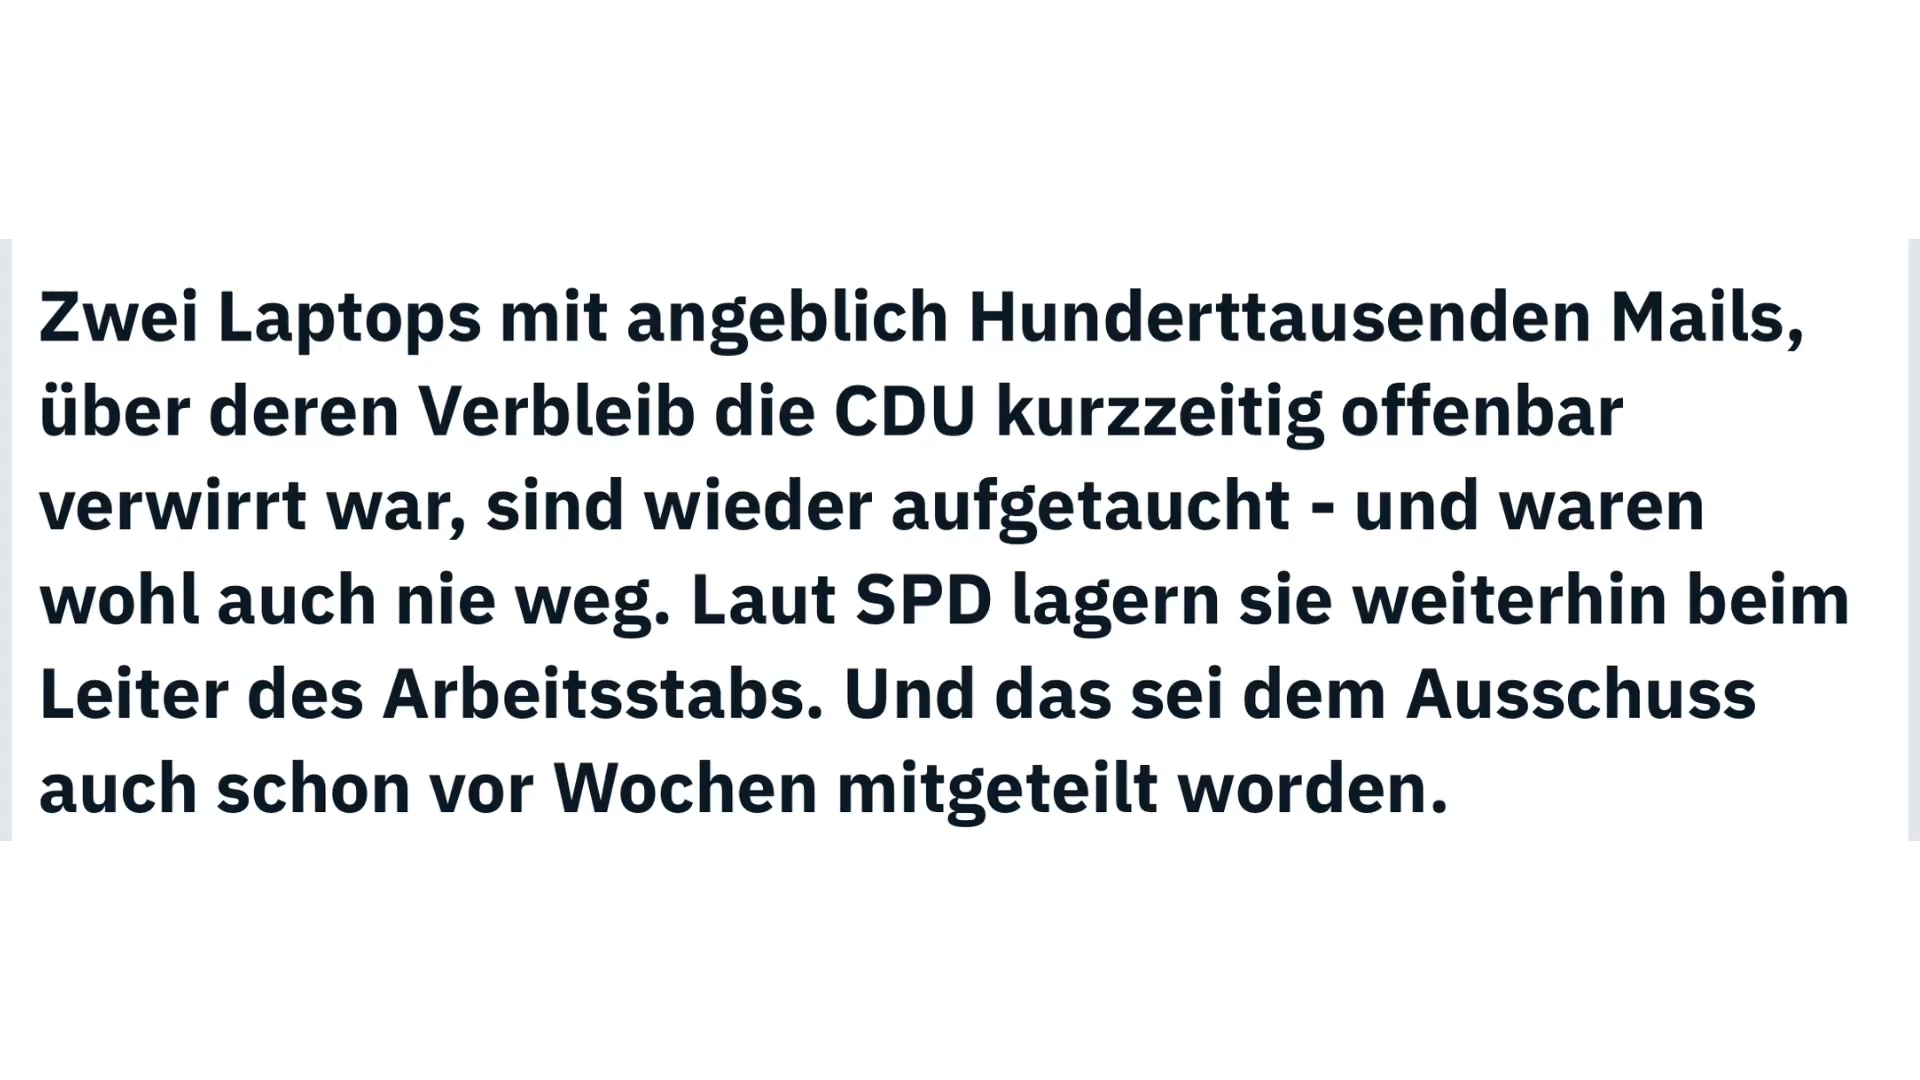 Zwei Laptops mit angeblich Hunderttausenden Mails,
über deren Verbleib die CDU kurzzeitig offenbar
verwirrt war, sind wieder aufgetaucht - und waren
wohl auch nie weg. Laut SPD lagern sie weiterhin beim
Leiter des Arbeitsstabs. Und das sei dem Ausschuss
auch schon vor Wochen mitgeteilt worden.